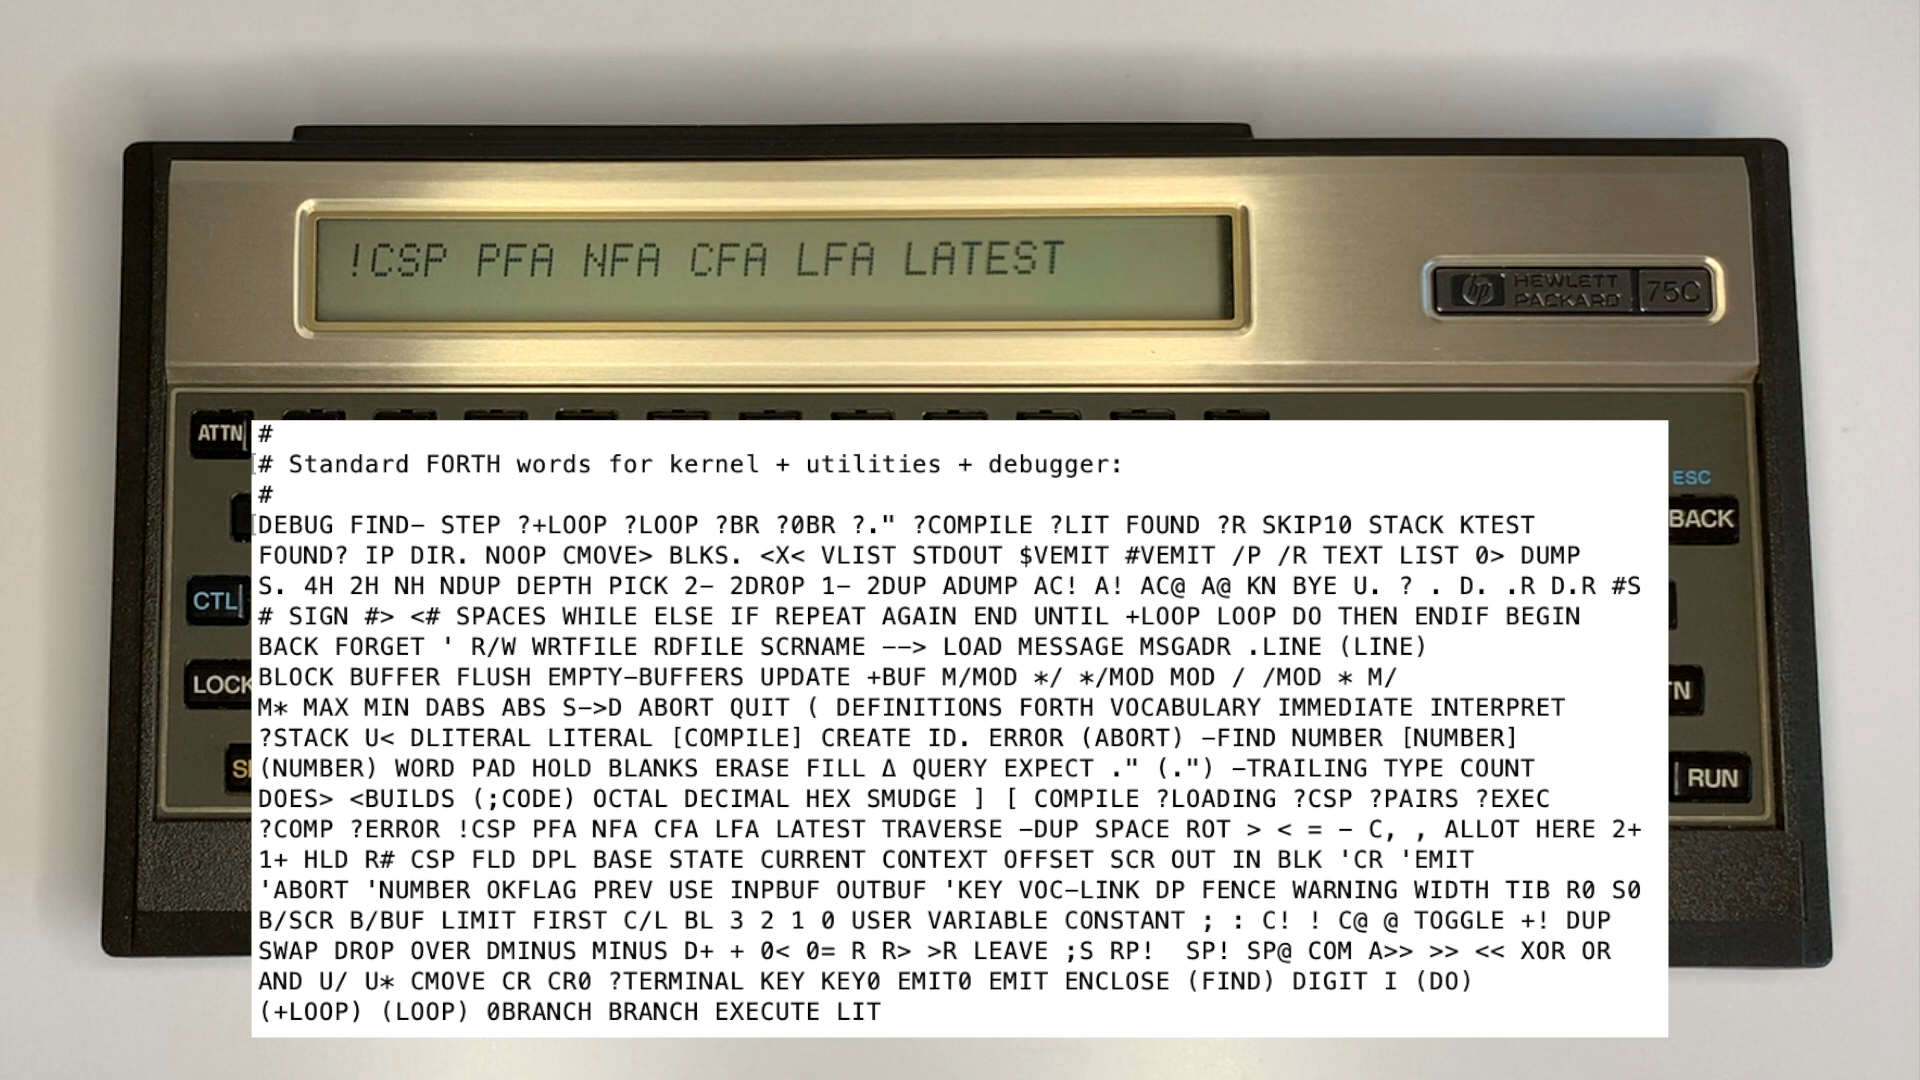 !CSP PFA NFA CFA LFA LATEST
hp HEWLETT PACKARD 75C
ATTN
#
# Standard FORTH words for kernel + utilities + debugger:
#
DEBUG FIND- STEP ?+LOOP ?LOOP ?BR ?0BR ?." ?COMPILE ?LIT FOUND ?R SKIP10 STACK KTEST
FOUND? IP DIR. NOOP CMOVE> BLKS. <X< VLIST STDOUT $VEMIT #VEMIT /P /R TEXT LIST 0> DUMP
S. 4H 2H NH NDUP DEPTH PICK 2- 2DROP 1- 2DUP ADUMP AC! A! AC@ A@ KN BYE U. ? . D. .R D.R #S
# SIGN #> <# SPACES WHILE ELSE IF REPEAT AGAIN END UNTIL +LOOP LOOP DO THEN ENDIF BEGIN
BACK FORGET ' R/W WRTFILE RDFILE SCRNAME --> LOAD MESSAGE MSGADR .LINE (LINE)
BLOCK BUFFER FLUSH EMPTY-BUFFERS UPDATE +BUF M/MOD */ */MOD MOD / /MOD * M/
M* MAX MIN DABS ABS S->D ABORT QUIT ( DEFINITIONS FORTH VOCABULARY IMMEDIATE INTERPRET
?STACK U< DLITERAL LITERAL [COMPILE] CREATE ID. ERROR (ABORT) -FIND NUMBER [NUMBER]
(NUMBER) WORD PAD HOLD BLANKS ERASE FILL Δ QUERY EXPECT ." (.") -TRAILING TYPE COUNT
DOES> <BUILDS (;CODE) OCTAL DECIMAL HEX SMUDGE ] [ COMPILE ?LOADING ?CSP ?PAIRS ?EXEC
?COMP ?ERROR !CSP PFA NFA CFA LFA LATEST TRAVERSE -DUP SPACE ROT > < = - C, , ALLOT HERE 2+
1+ HLD R# CSP FLD DPL BASE STATE CURRENT CONTEXT OFFSET SCR OUT IN BLK 'CR 'EMIT
'ABORT 'NUMBER OKFLAG PREV USE INPBUF OUTBUF 'KEY VOC-LINK DP FENCE WARNING WIDTH TIB R0 S0
B/SCR B/BUF LIMIT FIRST C/L BL 3 2 1 0 USER VARIABLE CONSTANT ; : C! ! C@ @ TOGGLE +! DUP
SWAP DROP OVER DMINUS MINUS D+ + 0< 0= R R> >R LEAVE ;S RP!  SP! SP@ COM A>> >> << XOR OR
AND U/ U* CMOVE CR CR0 ?TERMINAL KEY KEY0 EMIT0 EMIT ENCLOSE (FIND) DIGIT I (DO)
(+LOOP) (LOOP) 0BRANCH BRANCH EXECUTE LIT
ESC
BACK
CTL
LOCK
RUN